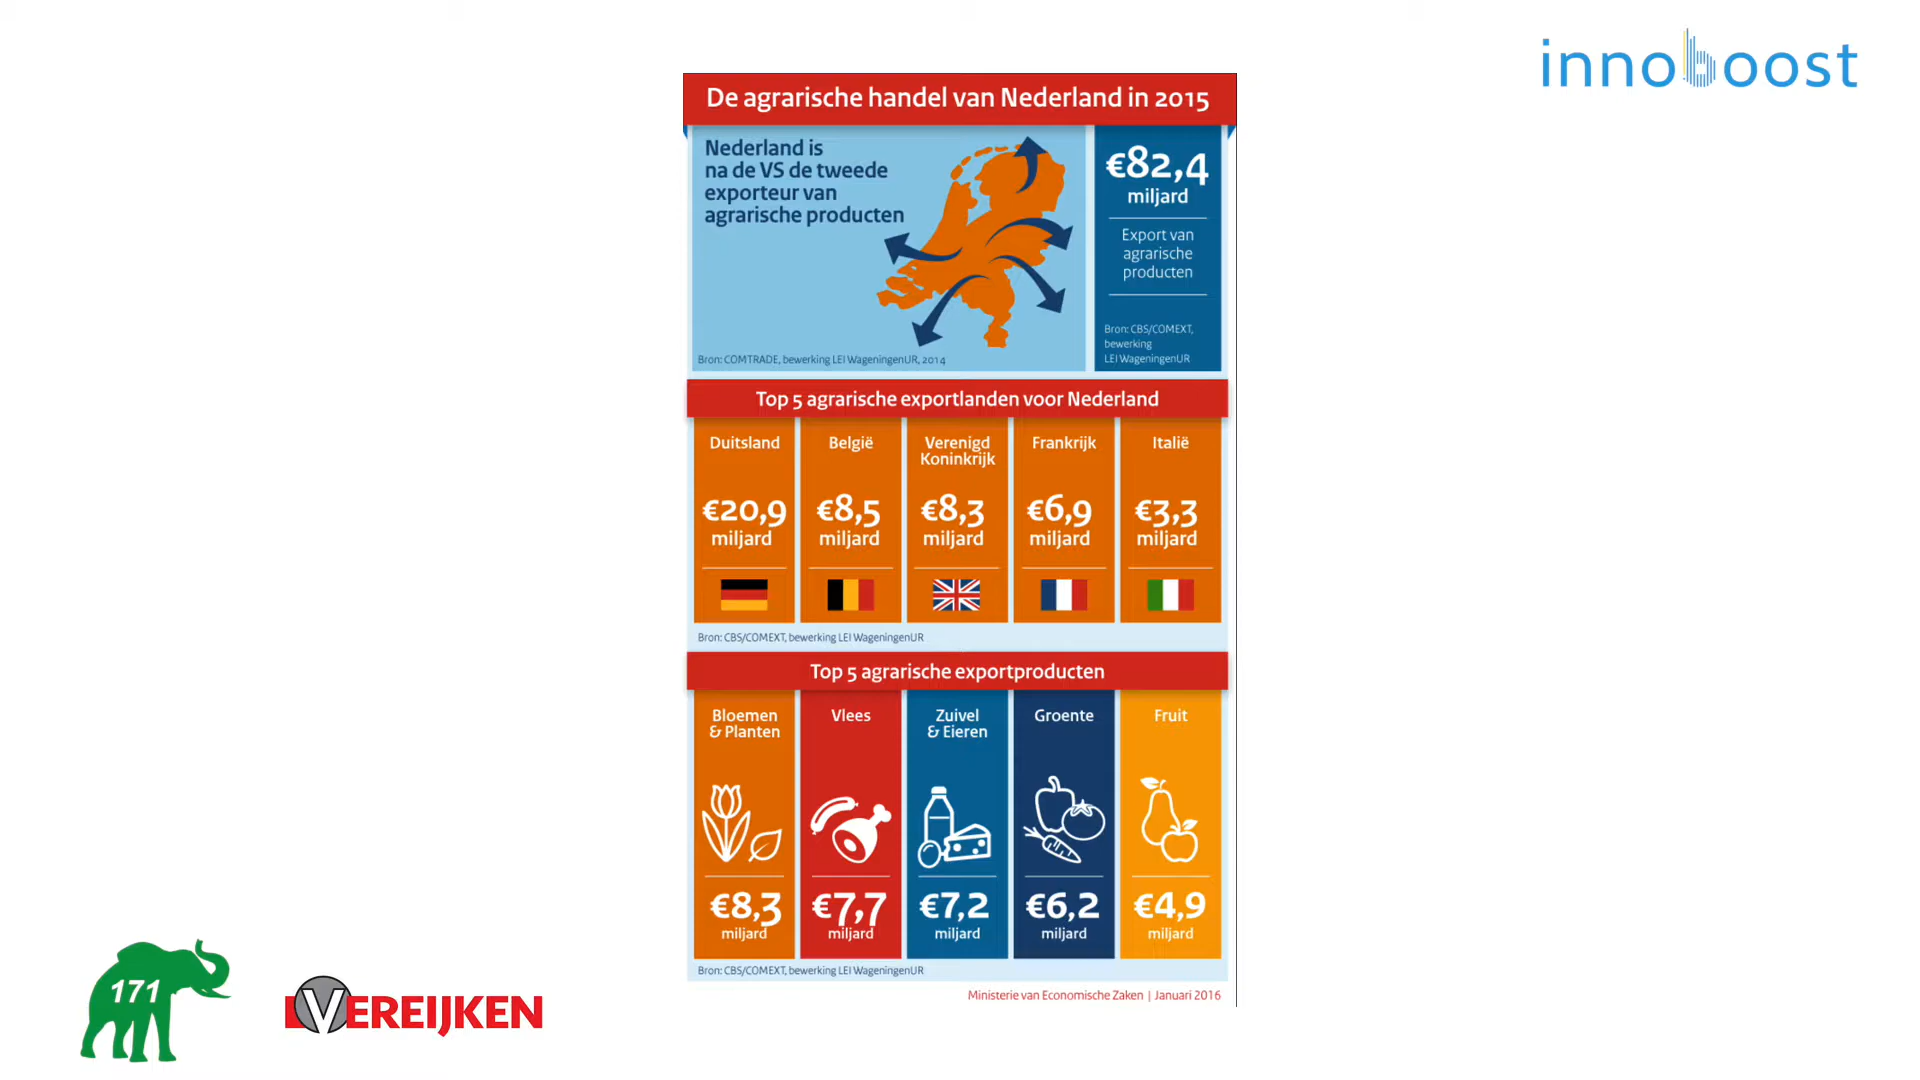 innoboost
De agrarische handel van Nederland in 2015
Nederland is
na de VS de tweede
exporteur van
agrarische producten
Bron: COMTRADE, bewerking LEI WageningenUR, 2014
€82,4
miljard
Export van
agrarische
producten
Bron: CBS/COMEXT,
bewerking
LEI WageningenUR
Top 5 agrarische exportlanden voor Nederland
Duitsland
€20,9
miljard
België
€8,5
miljard
Verenigd
Koninkrijk
€8,3
miljard
Frankrijk
€6,9
miljard
Italië
€3,3
miljard
Bron: CBS/COMEXT, bewerking LEI WageningenUR
Top 5 agrarische exportproducten
Bloemen
& Planten
€8,3
miljard
Vlees
€7,7
miljard
Zuivel
& Eieren
€7,2
miljard
Groente
€6,2
miljard
Fruit
€4,9
miljard
Bron: CBS/COMEXT, bewerking LEI WageningenUR
Ministerie van Economische Zaken | Januari 2016
171
VEREIJKEN